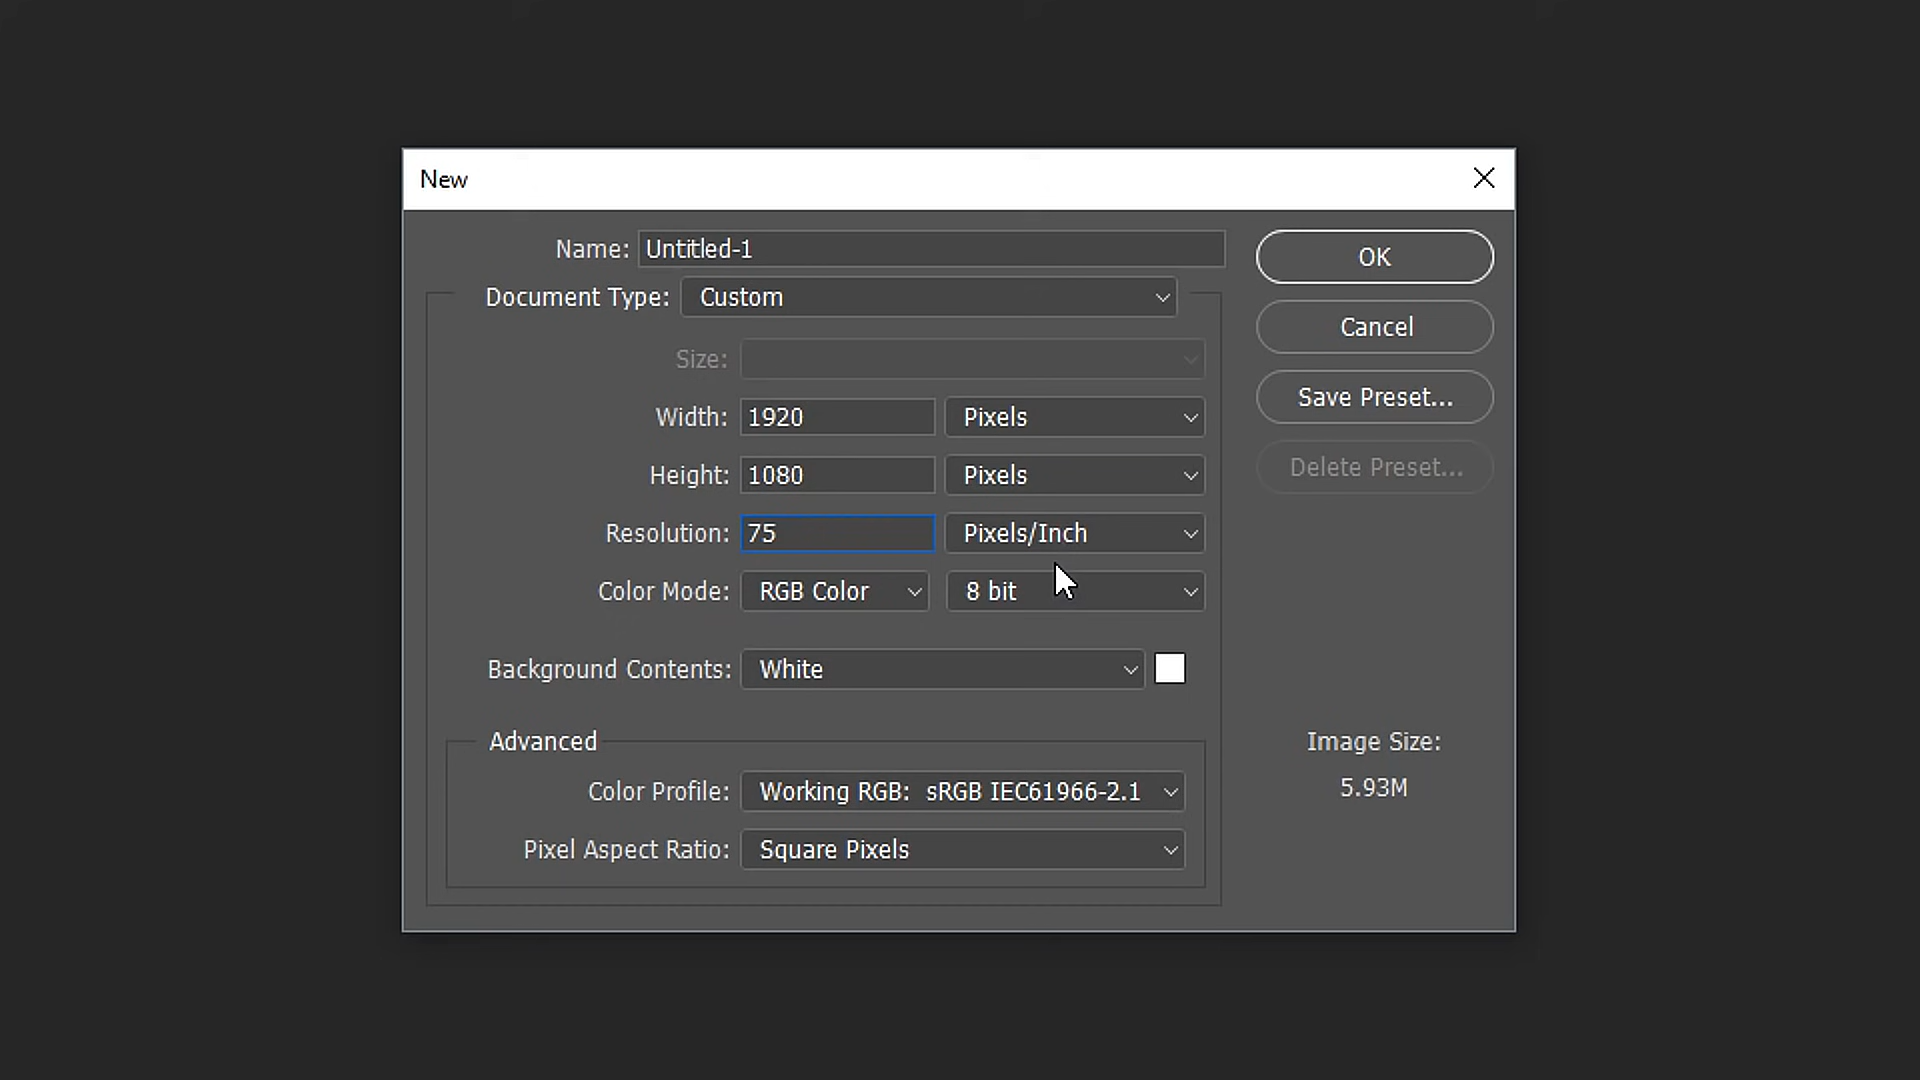 New
Name: Untitled-1
OK
Document Type: Custom
Cancel
Size:
Width: 1920 Pixels
Save Preset...
Height: 1080 Pixels
Delete Preset...
Resolution: 75 Pixels/Inch
Color Mode: RGB Color 8 bit
Background Contents: White
Advanced
Image Size:
Color Profile: Working RGB: sRGB IEC61966-2.1
5.93M
Pixel Aspect Ratio: Square Pixels